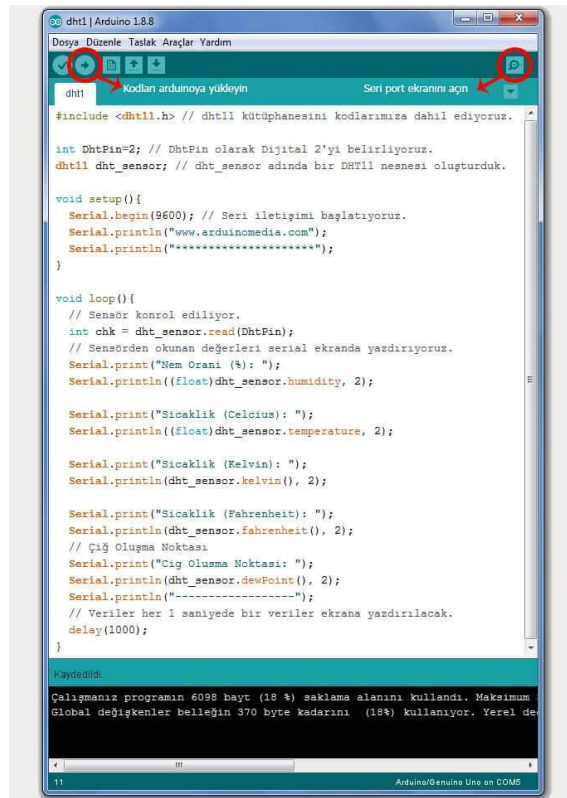 dht1 | Arduino 1.8.8
Dosya Düzenle Taslak Araçlar Yardım
dht1
Kodları arduinoya yükleyin
Seri port ekranını açın
#include <dht11.h> // dht11 kütüphanesini kodlarımıza dahil ediyoruz.
int DhtPin=2; // DhtPin olarak Dijital 2'yi belirliyoruz.
dht11 dht_sensor; // dht_sensor adında bir DHT11 nesnesi oluşturduk.
void setup(){
Serial.begin(9600); // Seri iletişimi başlatıyoruz.
Serial.println("www.arduinomedia.com");
Serial.println("*********************");
}
void loop(){
// Sensör konrol ediliyor.
int chk = dht_sensor.read(DhtPin);
// Sensörden okunan değerleri serial ekranda yazdırıyoruz.
Serial.print("Nem Orani (%): ");
Serial.println((float)dht_sensor.humidity, 2);
Serial.print("Sicaklik (Celcius): ");
Serial.println((float)dht_sensor.temperature, 2);
Serial.print("Sicaklik (Kelvin): ");
Serial.println(dht_sensor.kelvin(), 2);
Serial.print("Sicaklik (Fahrenheit): ");
Serial.println(dht_sensor.fahrenheit(), 2);
// Çiğ Oluşma Noktası
Serial.print("Cig Olusma Noktasi: ");
Serial.println(dht_sensor.dewPoint(), 2);
Serial.println("------------------");
// Veriler her 1 saniyede bir veriler ekrana yazdırılacak.
delay(1000);
}
Kaydedildi.
Çalışmanız programın 6098 bayt (18 %) saklama alanını kullandı. Maksimum
Global değişkenler belleğin 370 byte kadarını (18%) kullanıyor. Yerel de
11
Arduino/Genuino Uno on COM5